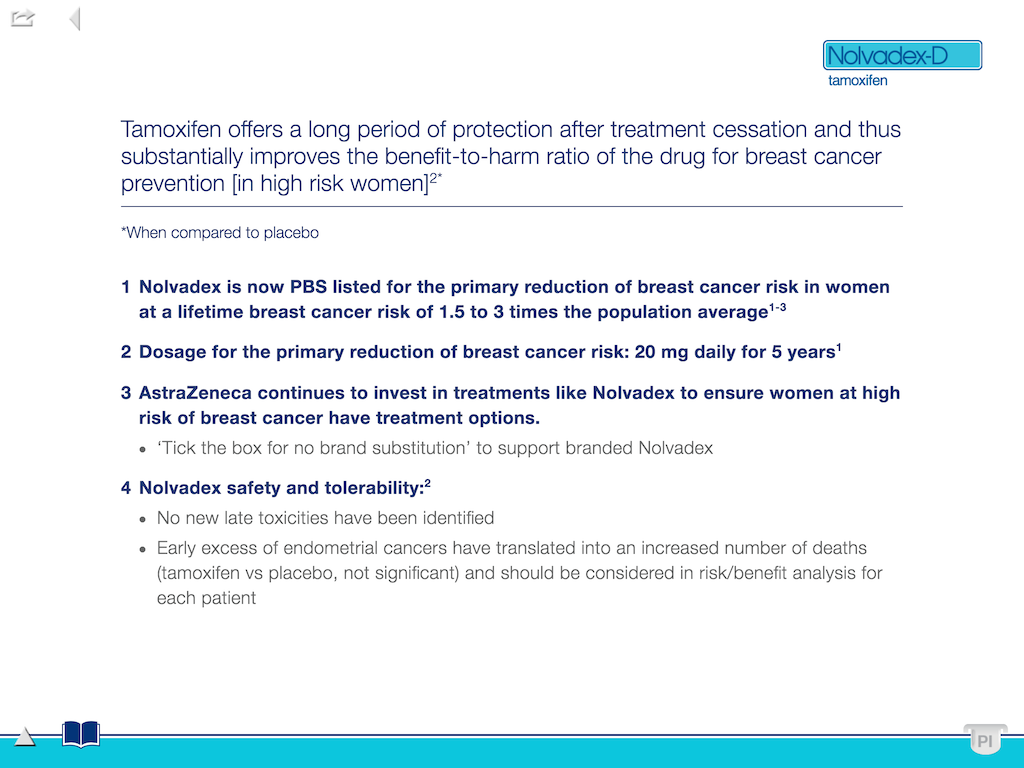 Nolvadex-D
tamoxifen
Tamoxifen offers a long period of protection after treatment cessation and thus
substantially improves the benefit-to-harm ratio of the drug for breast cancer
prevention [in high risk women]2*
*When compared to placebo
1 Nolvadex is now PBS listed for the primary reduction of breast cancer risk in women
at a lifetime breast cancer risk of 1.5 to 3 times the population average1-3
2 Dosage for the primary reduction of breast cancer risk: 20 mg daily for 5 years1
3 AstraZeneca continues to invest in treatments like Nolvadex to ensure women at high
risk of breast cancer have treatment options.
• ‘Tick the box for no brand substitution’ to support branded Nolvadex
4 Nolvadex safety and tolerability:2
• No new late toxicities have been identified
• Early excess of endometrial cancers have translated into an increased number of deaths
(tamoxifen vs placebo, not significant) and should be considered in risk/benefit analysis for
each patient
PI